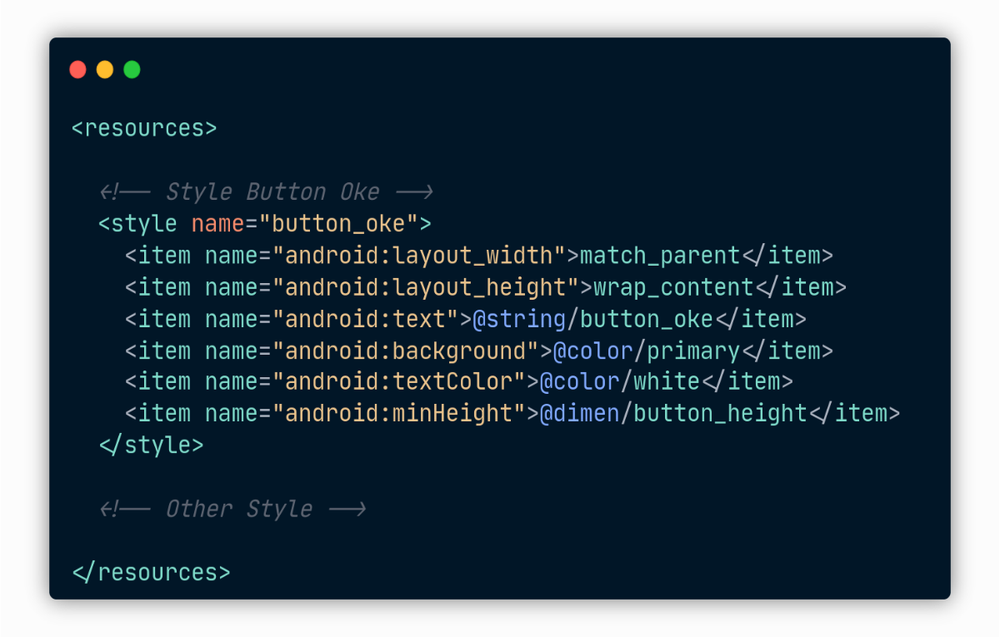 <resources>
<!-- Style Button Oke -->
<style name="button_oke">
<item name="android:layout_width">match_parent</item>
<item name="android:layout_height">wrap_content</item>
<item name="android:text">@string/button_oke</item>
<item name="android:background">@color/primary</item>
<item name="android:textColor">@color/white</item>
<item name="android:minHeight">@dimen/button_height</item>
</style>
<!-- Other Style -->
</resources>